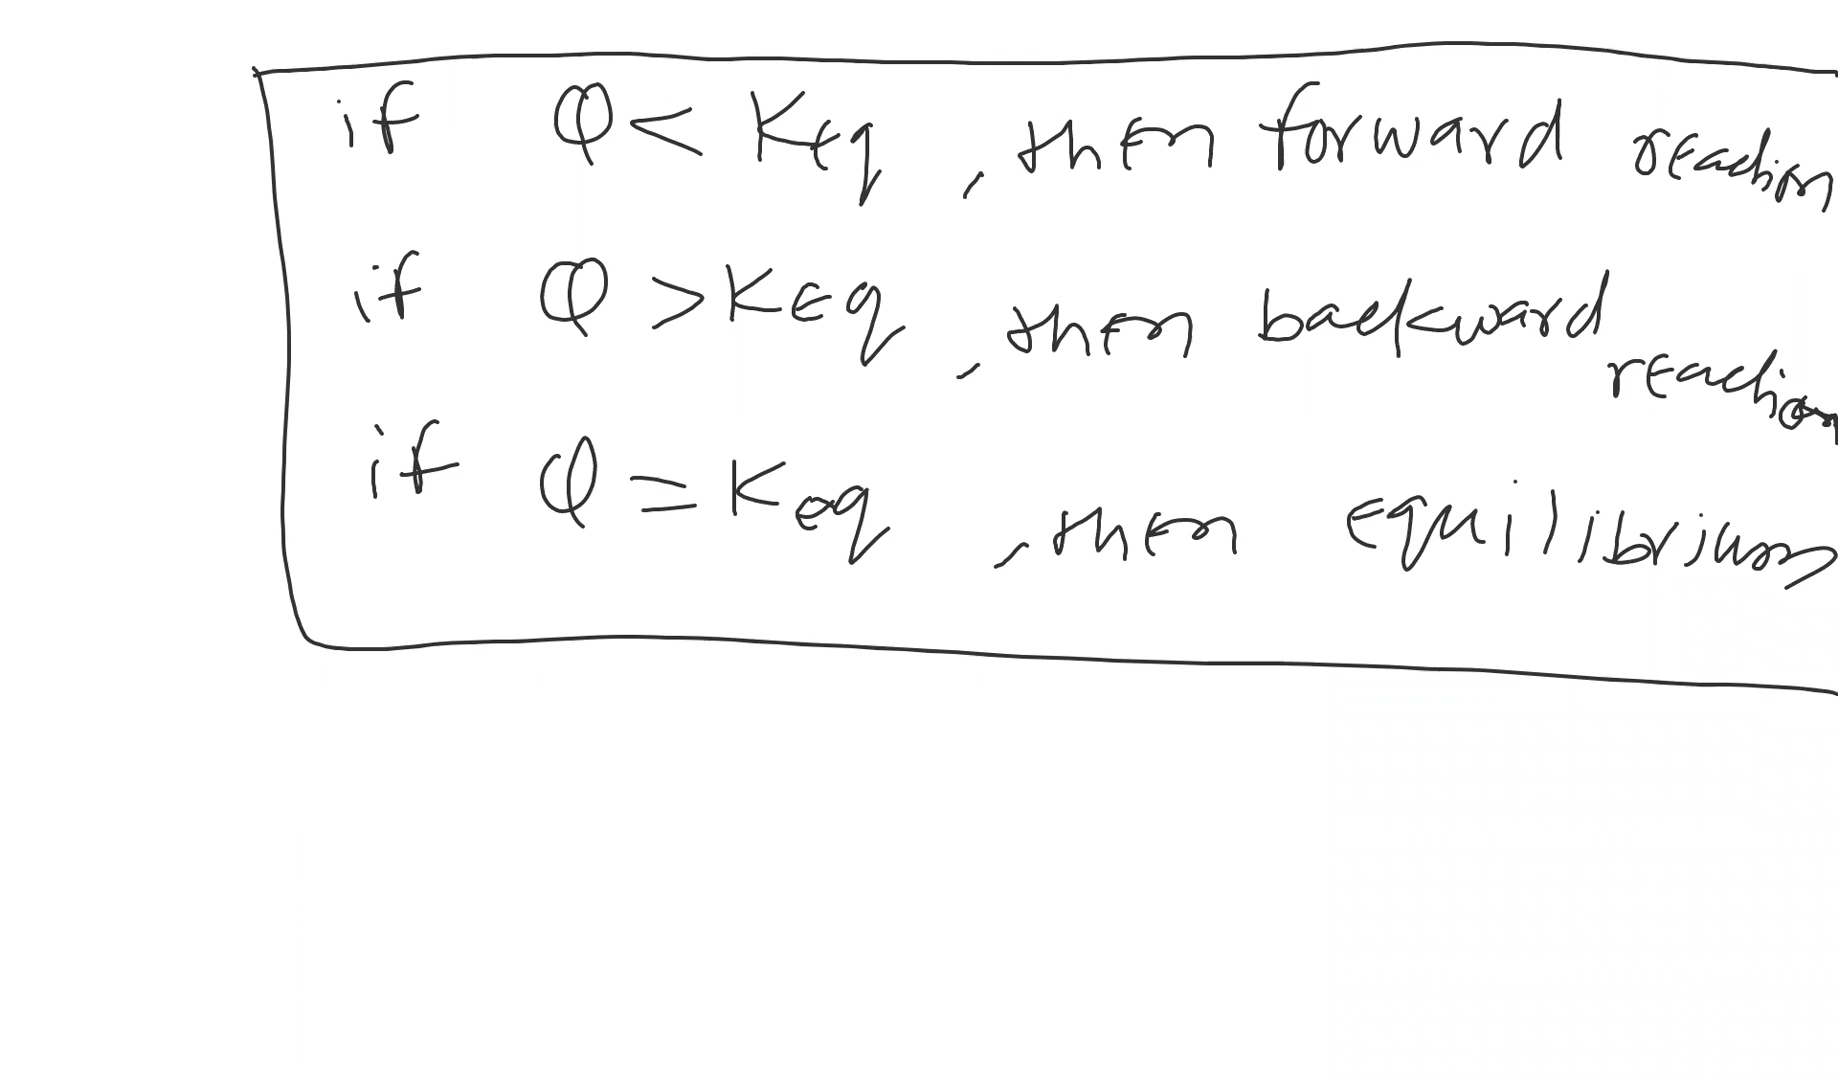 if Q < Keq, then forward reaction
if Q > Keq, then backward
reaction
if Q = Keq, then equilibrium